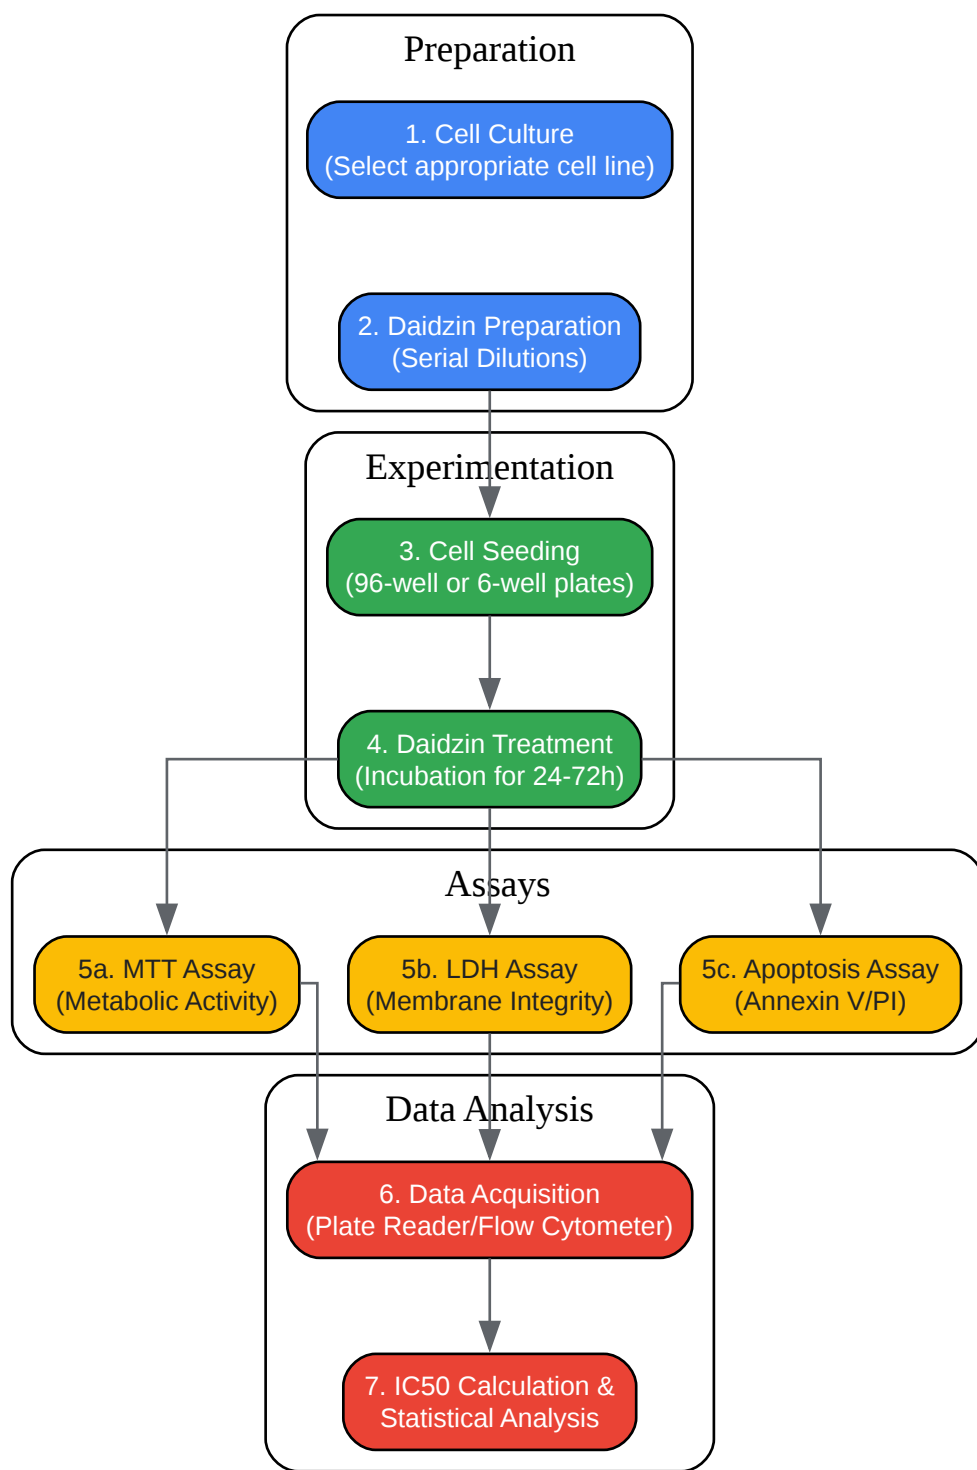 Preparation
1. Cell Culture
(Select appropriate cell line)
2. Daidzin Preparation
(Serial Dilutions)
Experimentation
3. Cell Seeding
(96-well or 6-well plates)
4. Daidzin Treatment
(Incubation for 24-72h)
Assays
5a. MTT Assay
(Metabolic Activity)
5b. LDH Assay
(Membrane Integrity)
5c. Apoptosis Assay
(Annexin V/PI)
Data Analysis
6. Data Acquisition
(Plate Reader/Flow Cytometer)
7. IC50 Calculation &
Statistical Analysis